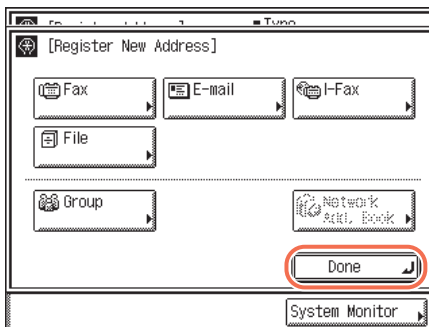 [Register New Address]
Fax
E-mail
I-Fax
File
Group
Network
Add. Book
Done
System Monitor